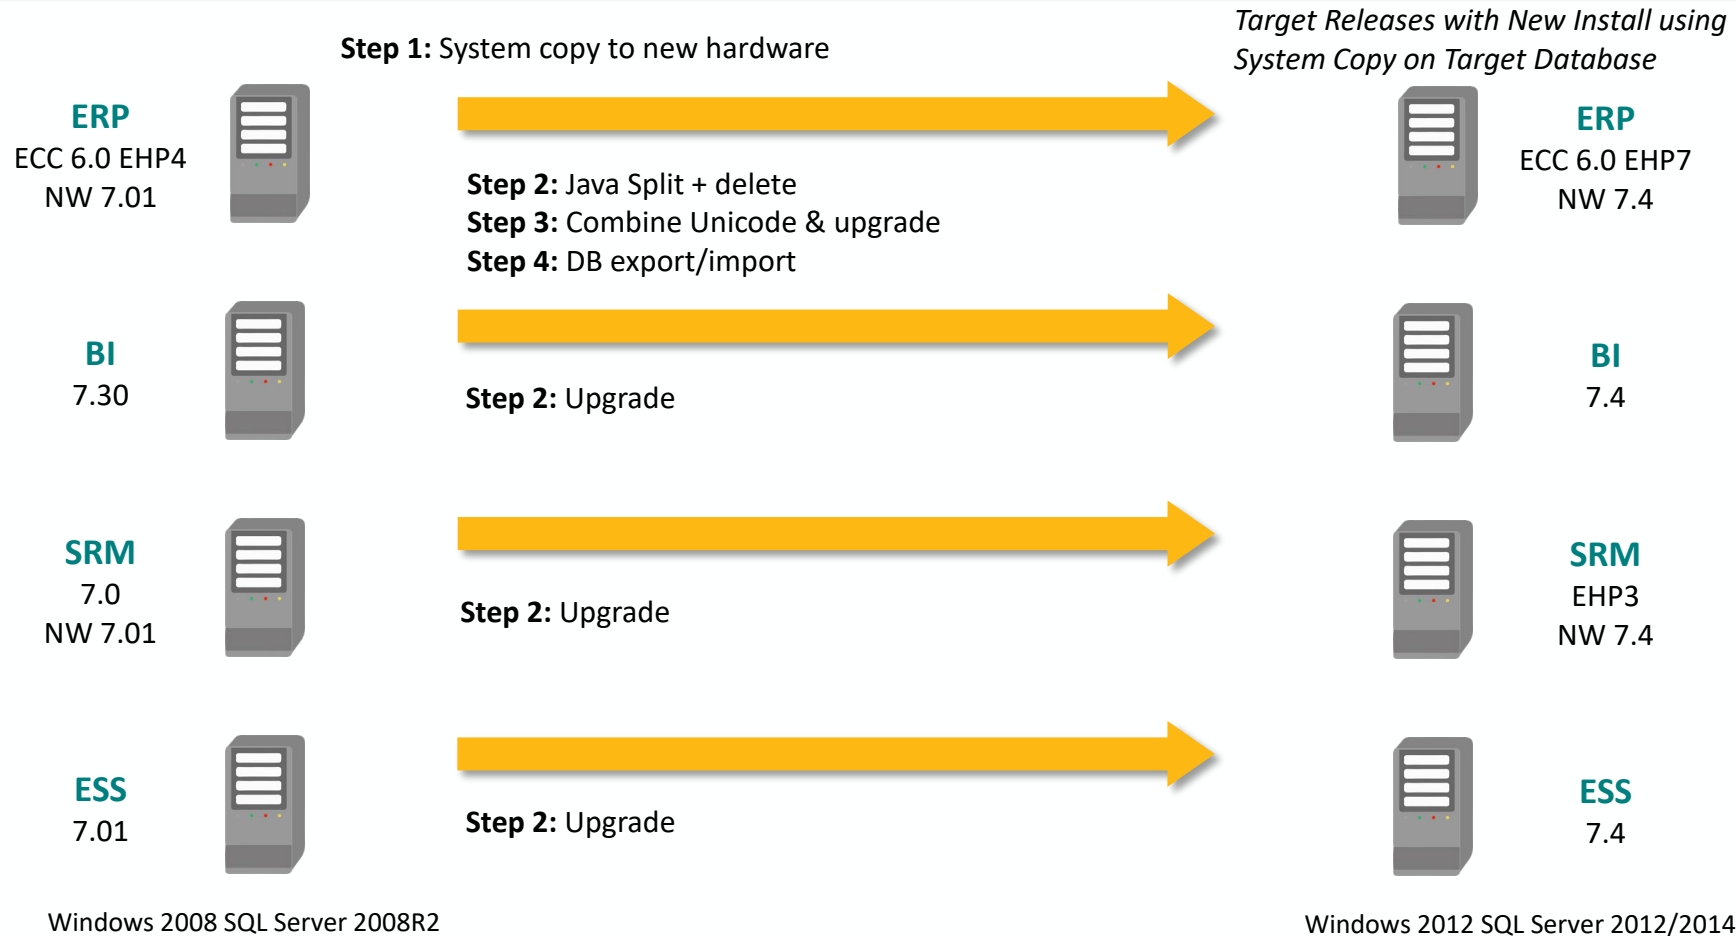 Target Releases with New Install using
System Copy on Target Database
Step 1: System copy to new hardware
ERP
ECC 6.0 EHP4
NW 7.01
Step 2: Java Split + delete
Step 3: Combine Unicode & upgrade
Step 4: DB export/import
ERP
ECC 6.0 EHP7
NW 7.4
BI
7.30
Step 2: Upgrade
BI
7.4
SRM
7.0
NW 7.01
Step 2: Upgrade
SRM
EHP3
NW 7.4
ESS
7.01
Step 2: Upgrade
ESS
7.4
Windows 2008 SQL Server 2008R2
Windows 2012 SQL Server 2012/2014